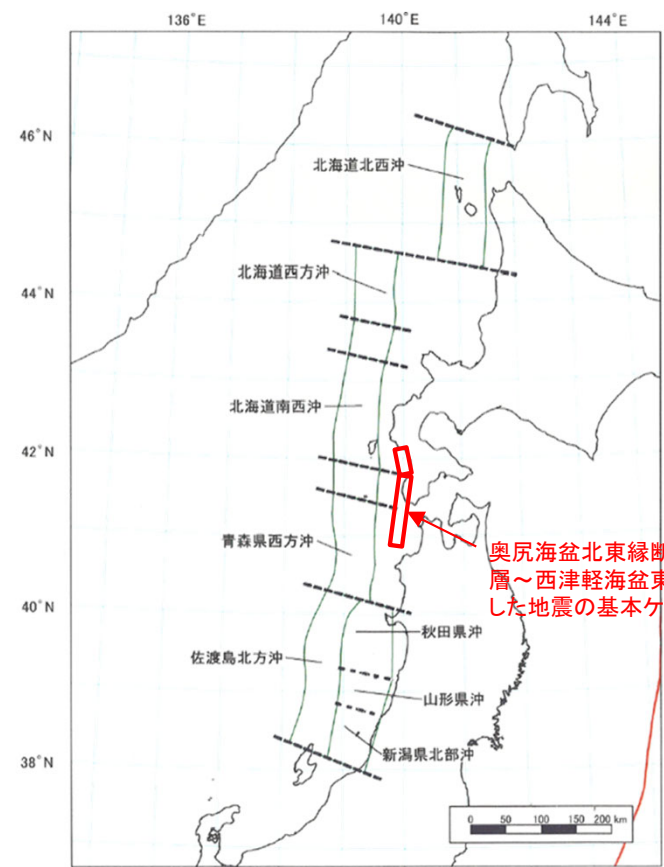 136°E
140°E
144°E
46°N
北海道北西沖
北海道西方沖
44°N
北海道南西沖
42°N
青森県西方沖
奥尻海盆北東縁断
層～西津軽海盆東
した地震の基本ケ
40°N
秋田県沖
佐渡島北方沖
山形県沖
新潟県北部沖
38°N
0 50 100 150 200 km